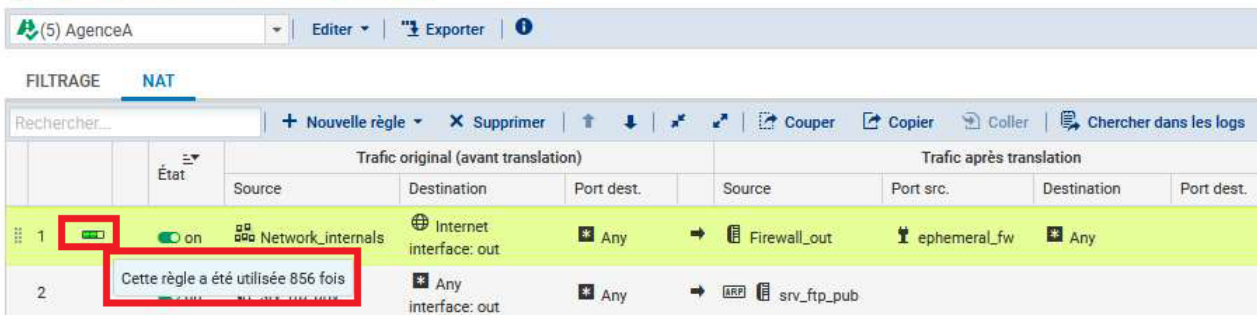 (5) AgenceA Editer Exporter
FILTRAGE NAT
Rechercher... Nouvelle règle Supprimer Couper Copier Coller Chercher dans les logs
État Trafic original (avant translation) Trafic après translation
Source Destination Port dest. Source Port src. Destination Port dest.
1 on Network_internals Internet Any Firewall_out ephemeral_fw Any
interface: out
Cette règle a été utilisée 856 fois
2 Any Any ARP srv_ftp_pub
interface: out